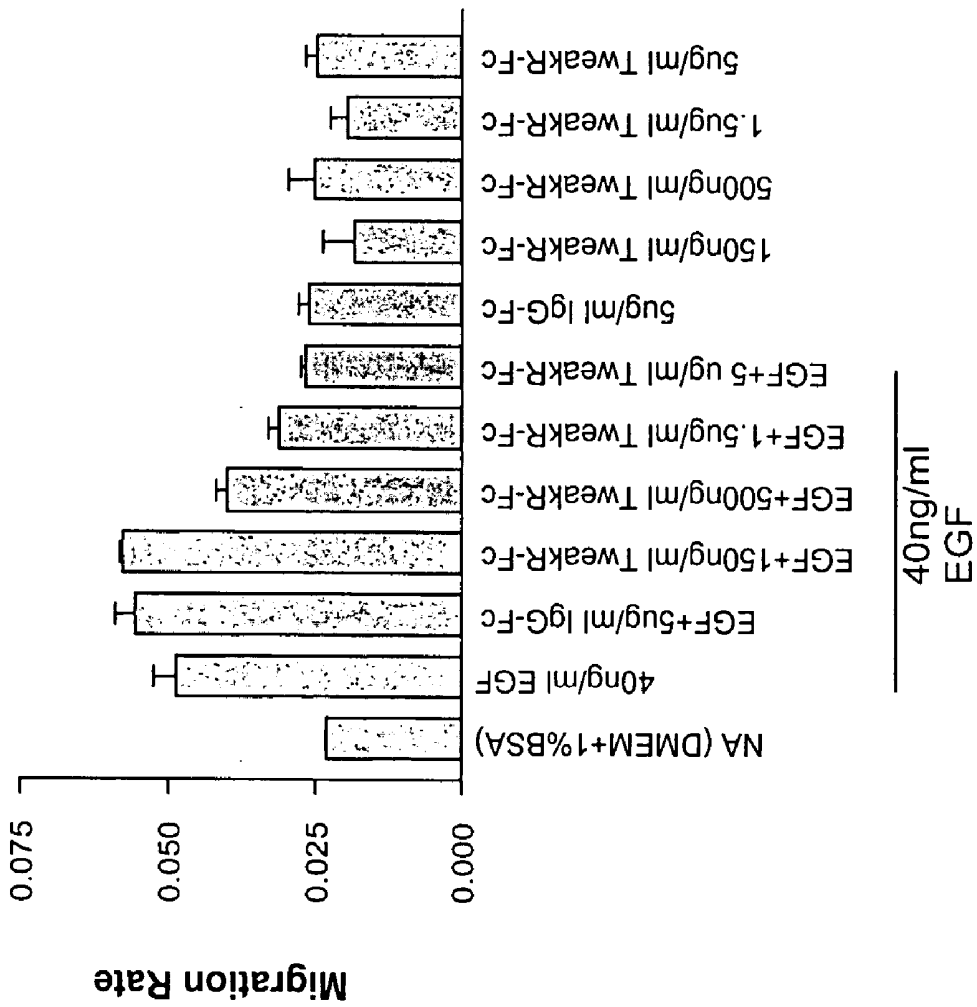 Migration Rate
0.075
0.050
0.025
0.000
NA (DMEM+1%BSA)
40ng/ml EGF
EGF+5ug/ml IgG-Fc
EGF+150ng/ml TweakR-Fc
EGF+500ng/ml TweakR-Fc
EGF+1.5ug/ml TweakR-Fc
EGF+5 ug/ml TweakR-Fc
5ug/ml IgG-Fc
150ng/ml TweakR-Fc
500ng/ml TweakR-Fc
1.5ug/ml TweakR-Fc
5ug/ml TweakR-Fc
40ng/ml
EGF